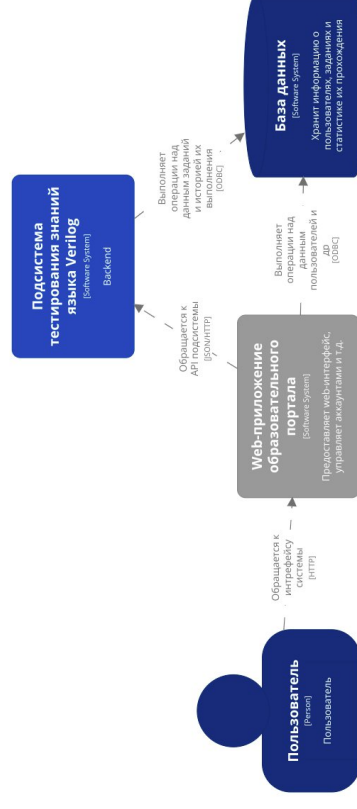 Пользователь
[Person]
Пользователь
Обращается к
интрефейсу
системы
[HTTP]
Web-приложение
образовательного
портала
[Software System]
Предоставляет web-интерфейс,
управляет аккаунтами и т.д.
Обращается к
API подсистемы
[JSON/HTTP]
Подсистема
тестирования знаний
языка Verilog
[Software System]
Backend
Выполняет
операции над
данным заданий
и историей их
выполнения
[ODBC]
Выполняет
операции над
данным
пользователей и
др
[ODBC]
База данных
[Software System]
Хранит информацию о
пользователях, заданиях и
статистике их прохождения